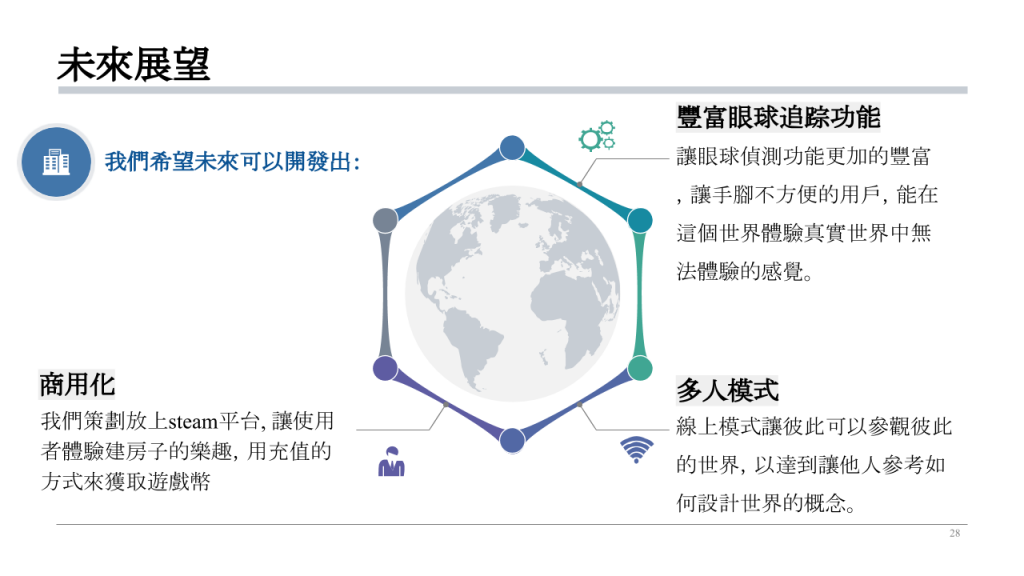 未來展望
我們希望未來可以開發出：
豐富眼球追踪功能
讓眼球偵測功能更加的豐富
，讓手腳不方便的用戶，能在
這個世界體驗真實世界中無
法體驗的感覺。
商用化
我們策劃放上steam平台，讓使用
者體驗建房子的樂趣，用充值的
方式來獲取遊戲幣
多人模式
線上模式讓彼此可以參觀彼此
的世界，以達到讓他人參考如
何設計世界的概念。
28